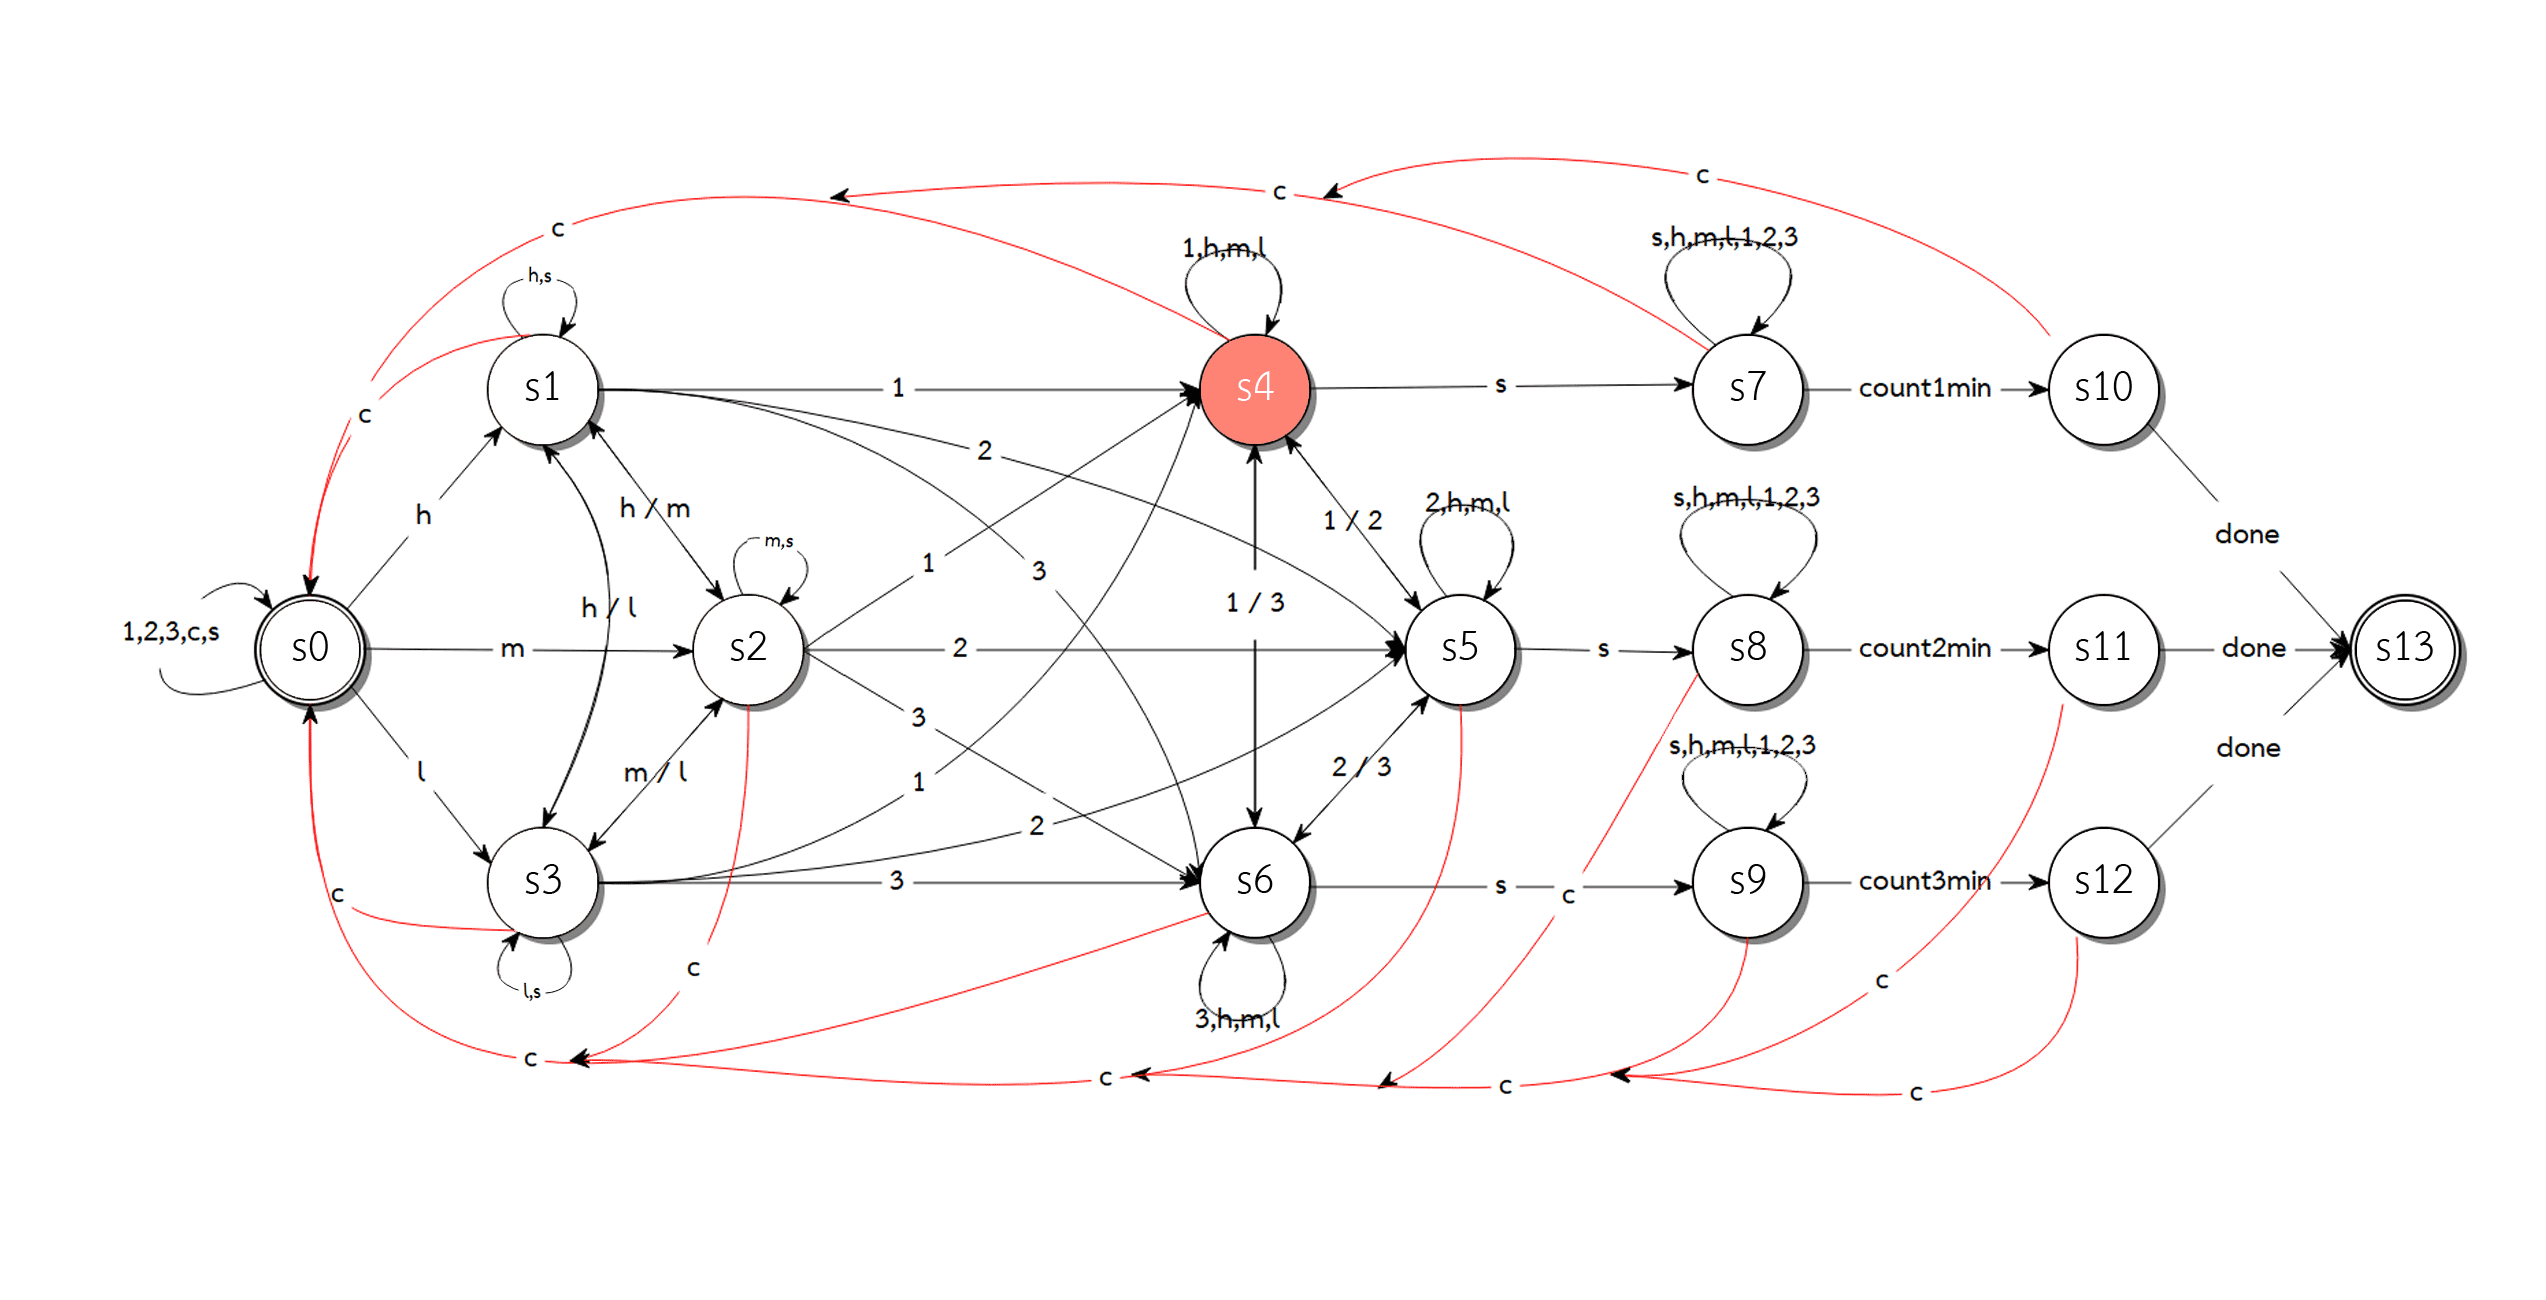 c
c
c
s,h,m,l,1,2,3
1,h,m,l
h,s
s1
1
s4
s
s7
count1min
s10
c
2
s,h,m,l,1,2,3
2,h,m,l
h
h / m
1 / 2
done
m,s
1
3
1 / 3
h / l
1,2,3,c,s
s0
m
s2
2
s5
s
s8
count2min
s11
done
s13
3
s,h,m,l,1,2,3
done
l
m / l
2 / 3
1
2
s3
3
s6
s
c
s9
count3min
s12
c
c
c
l,s
3,h,m,l
c
c
c
c